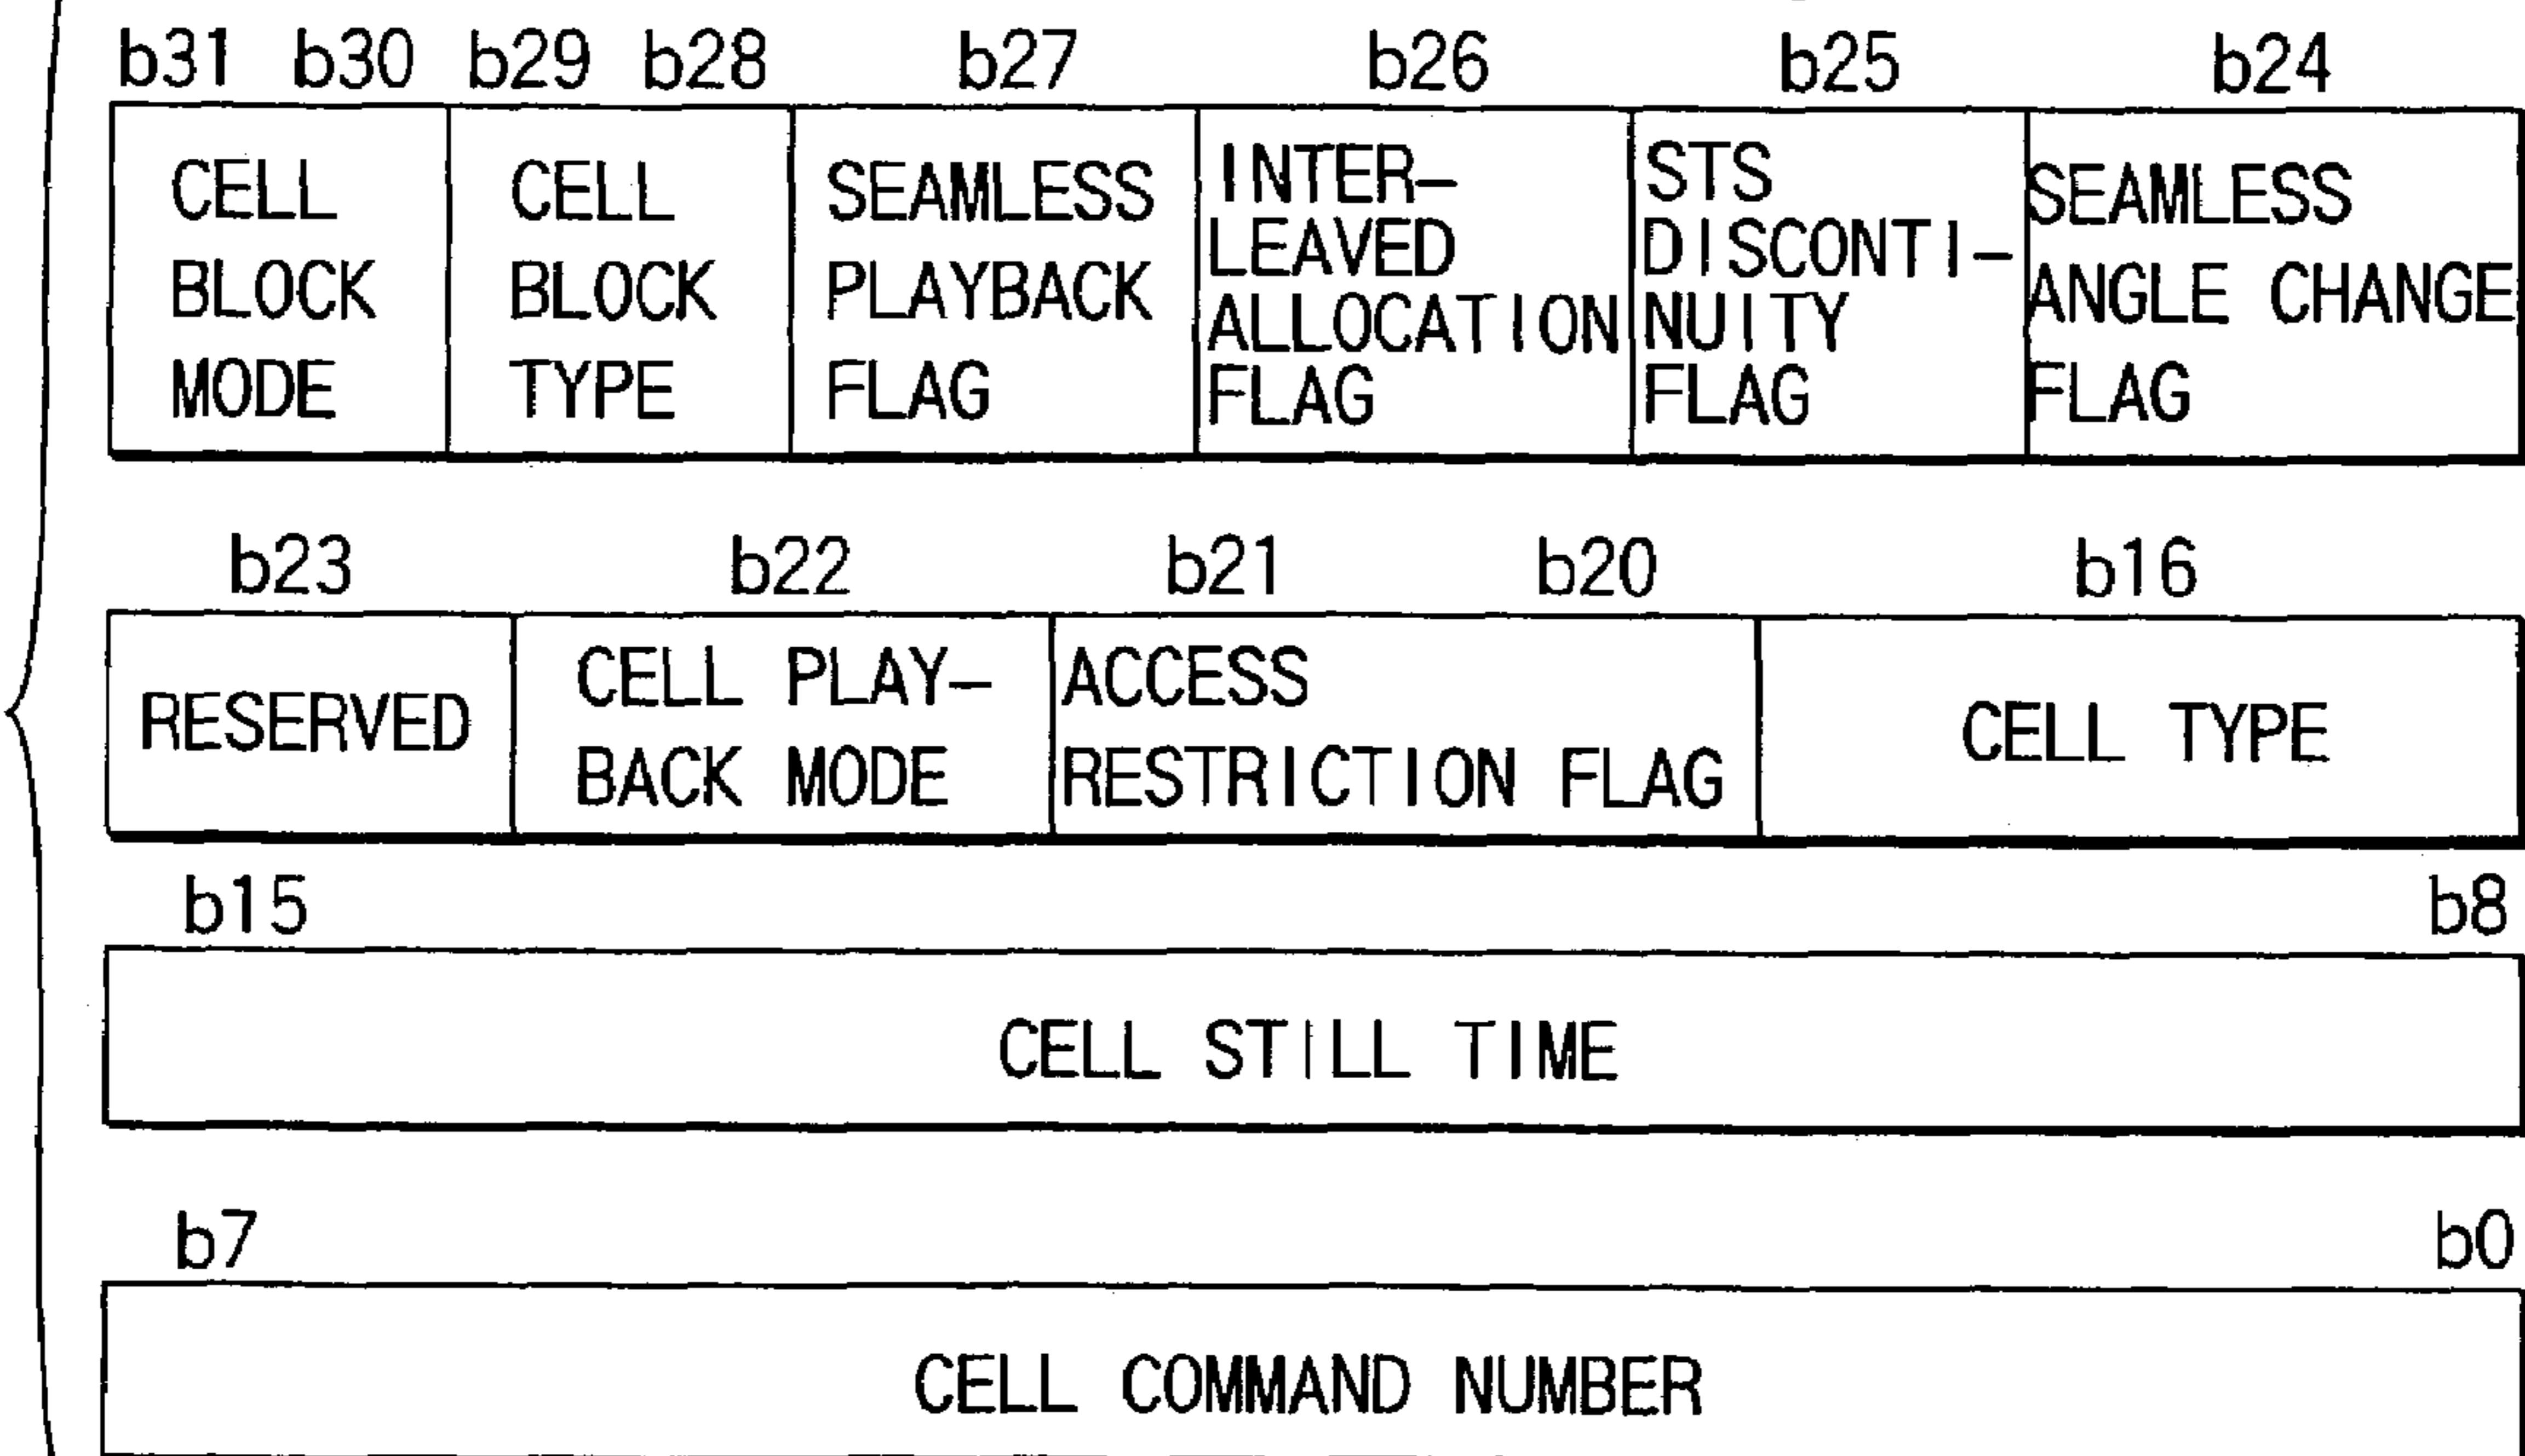 b31 b30 b29 b28 b27 b26 b25 b24
CELL
BLOCK
MODE
CELL
BLOCK
TYPE
SEAMLESS
PLAYBACK
FLAG
INTER-
LEAVED
ALLOCATION
FLAG
STS
DISCONTI-
NUITY
FLAG
SEAMLESS
ANGLE CHANGE
FLAG
b23 b22 b21 b20 b16
RESERVED
CELL PLAY-
BACK MODE
ACCESS
RESTRICTION FLAG
CELL TYPE
b15 b8
CELL STILL TIME
b7 b0
CELL COMMAND NUMBER